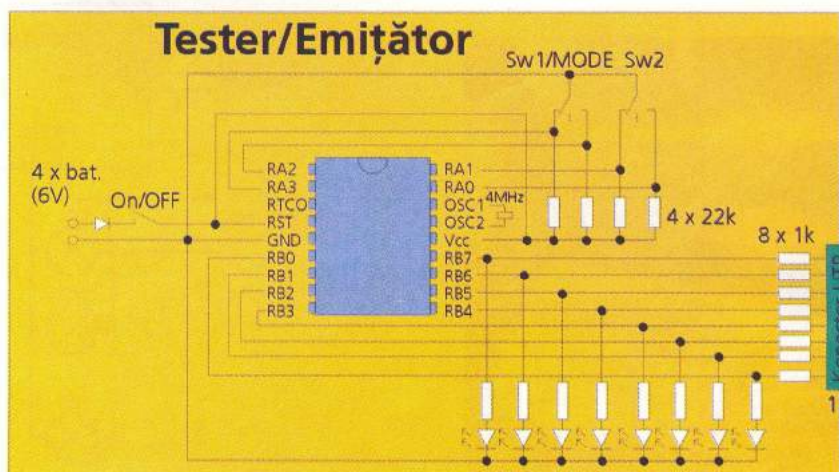 Tester/Emițător
Sw1/MODE Sw2
4 x bat.
(6V)
On/OFF
RA2
RA3
RTCO
RST
GND
RB0
RB1
RB2
RB3
RA1
RA0
OSC1
OSC2
Vcc
RB7
RB6
RB5
RB4
4MHz
4 x 22k
8 x 1k
1